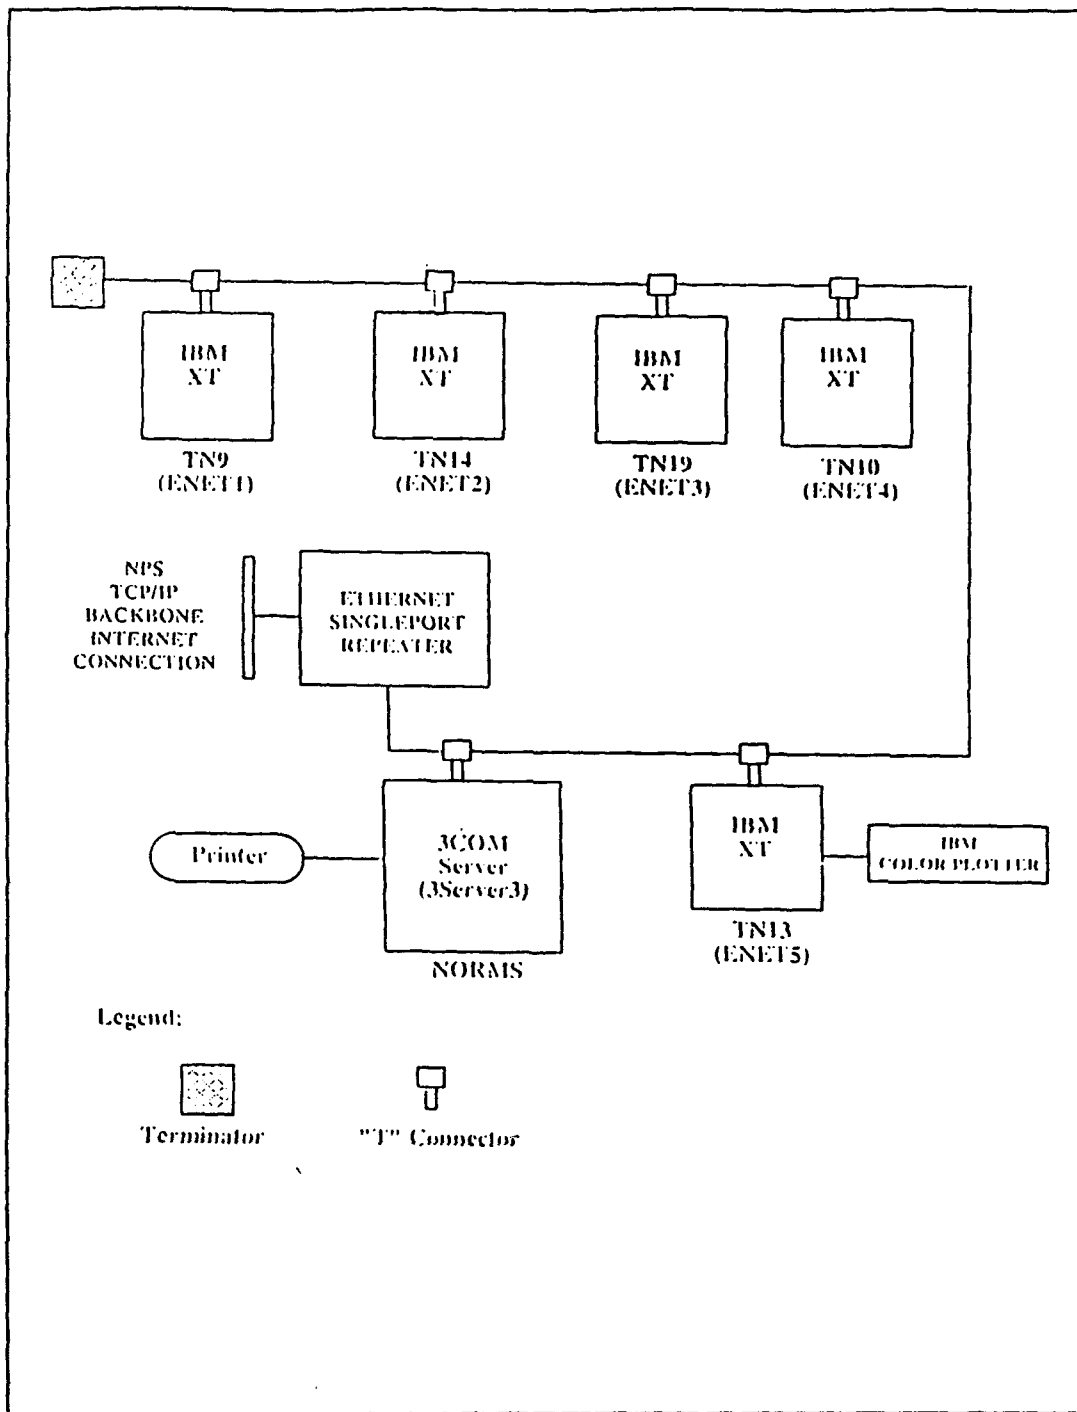 IBM
XT
TN9
(ENET1)
IBM
XT
TN14
(ENET2)
IBM
XT
TN19
(ENET3)
IBM
XT
TN10
(ENET4)
NPS
TCP/IP
BACKBONE
INTERNET
CONNECTION
ETHERNET
SINGLEPORT
REPEATER
Printer
3COM
Server
(3Server3)
NORMS
IBM
XT
TN13
(ENET5)
IBM
COLOR PLOTTER
Legend:
Terminator
"T" Connector